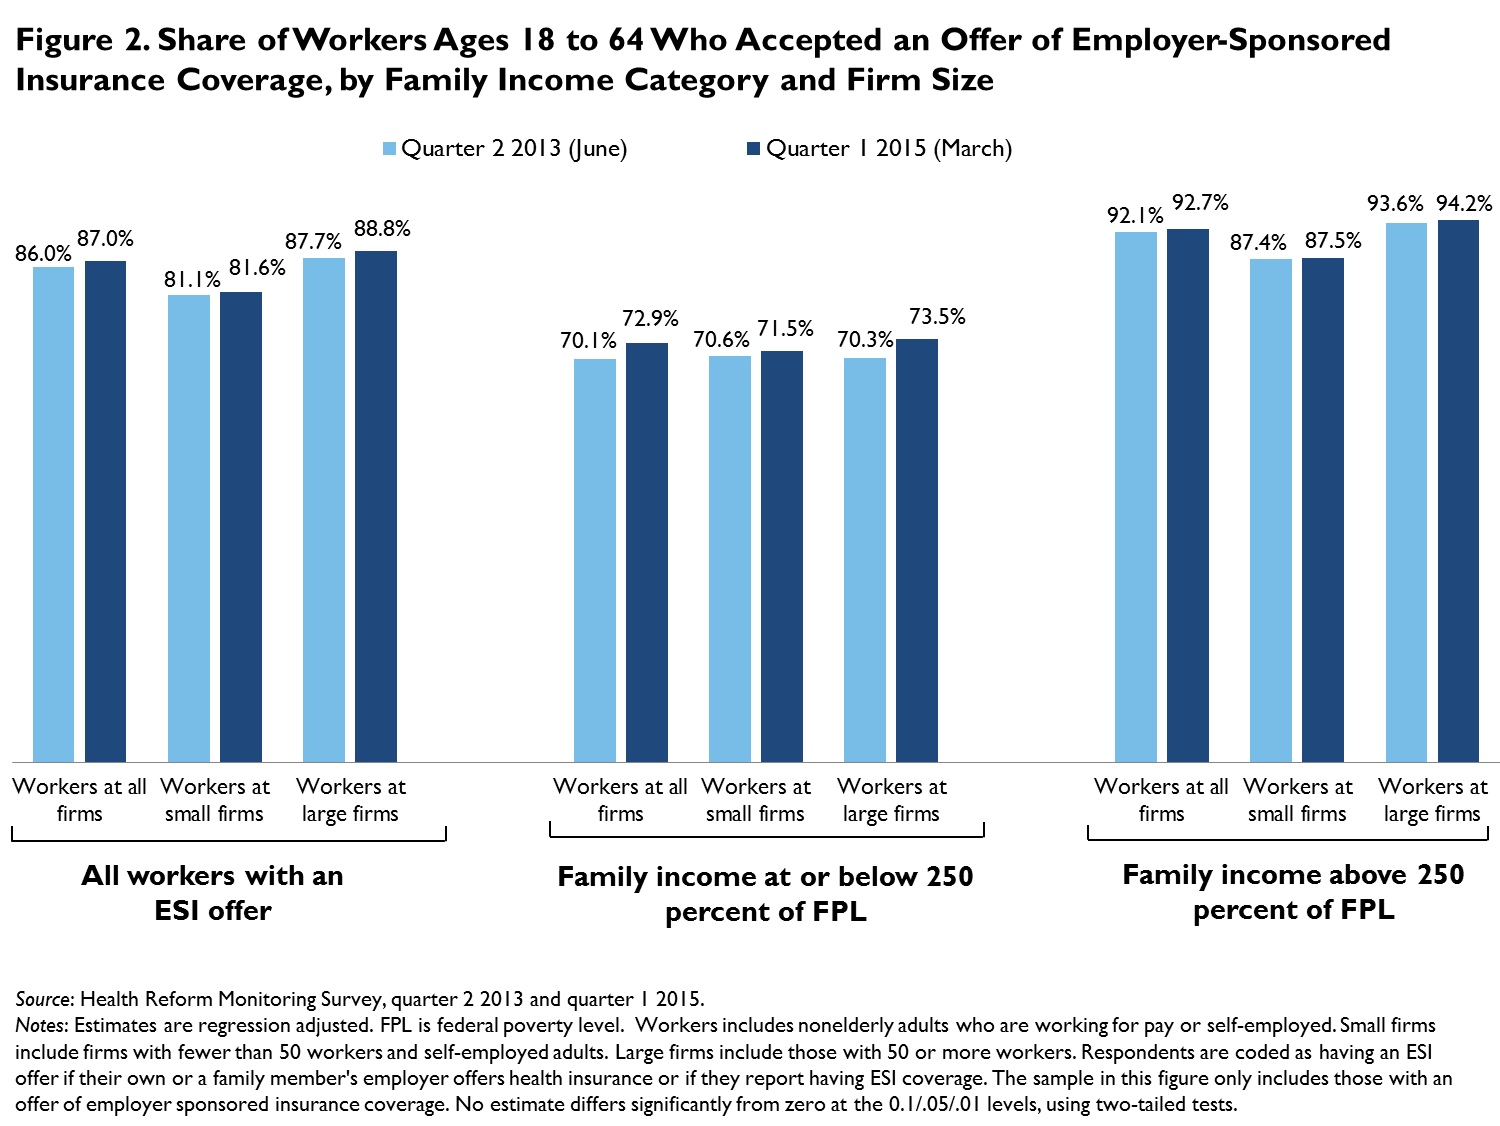 Figure 2. Share of Workers Ages 18 to 64 Who Accepted an Offer of Employer-Sponsored
Insurance Coverage, by Family Income Category and Firm Size
Quarter 2 2013 (June)
Quarter 1 2015 (March)
86.0%
87.0%
81.1%
81.6%
87.7%
88.8%
70.1%
72.9%
70.6%
71.5%
70.3%
73.5%
92.1%
92.7%
87.4%
87.5%
93.6%
94.2%
Workers at all
firms
Workers at
small firms
Workers at
large firms
Workers at all
firms
Workers at
small firms
Workers at
large firms
Workers at all
firms
Workers at
small firms
Workers at
large firms
All workers with an
ESI offer
Family income at or below 250
percent of FPL
Family income above 250
percent of FPL
Source: Health Reform Monitoring Survey, quarter 2 2013 and quarter 1 2015.
Notes: Estimates are regression adjusted. FPL is federal poverty level. Workers includes nonelderly adults who are working for pay or self-employed. Small firms
include firms with fewer than 50 workers and self-employed adults. Large firms include those with 50 or more workers. Respondents are coded as having an ESI
offer if their own or a family member's employer offers health insurance or if they report having ESI coverage. The sample in this figure only includes those with an
offer of employer sponsored insurance coverage. No estimate differs significantly from zero at the 0.1/.05/.01 levels, using two-tailed tests.